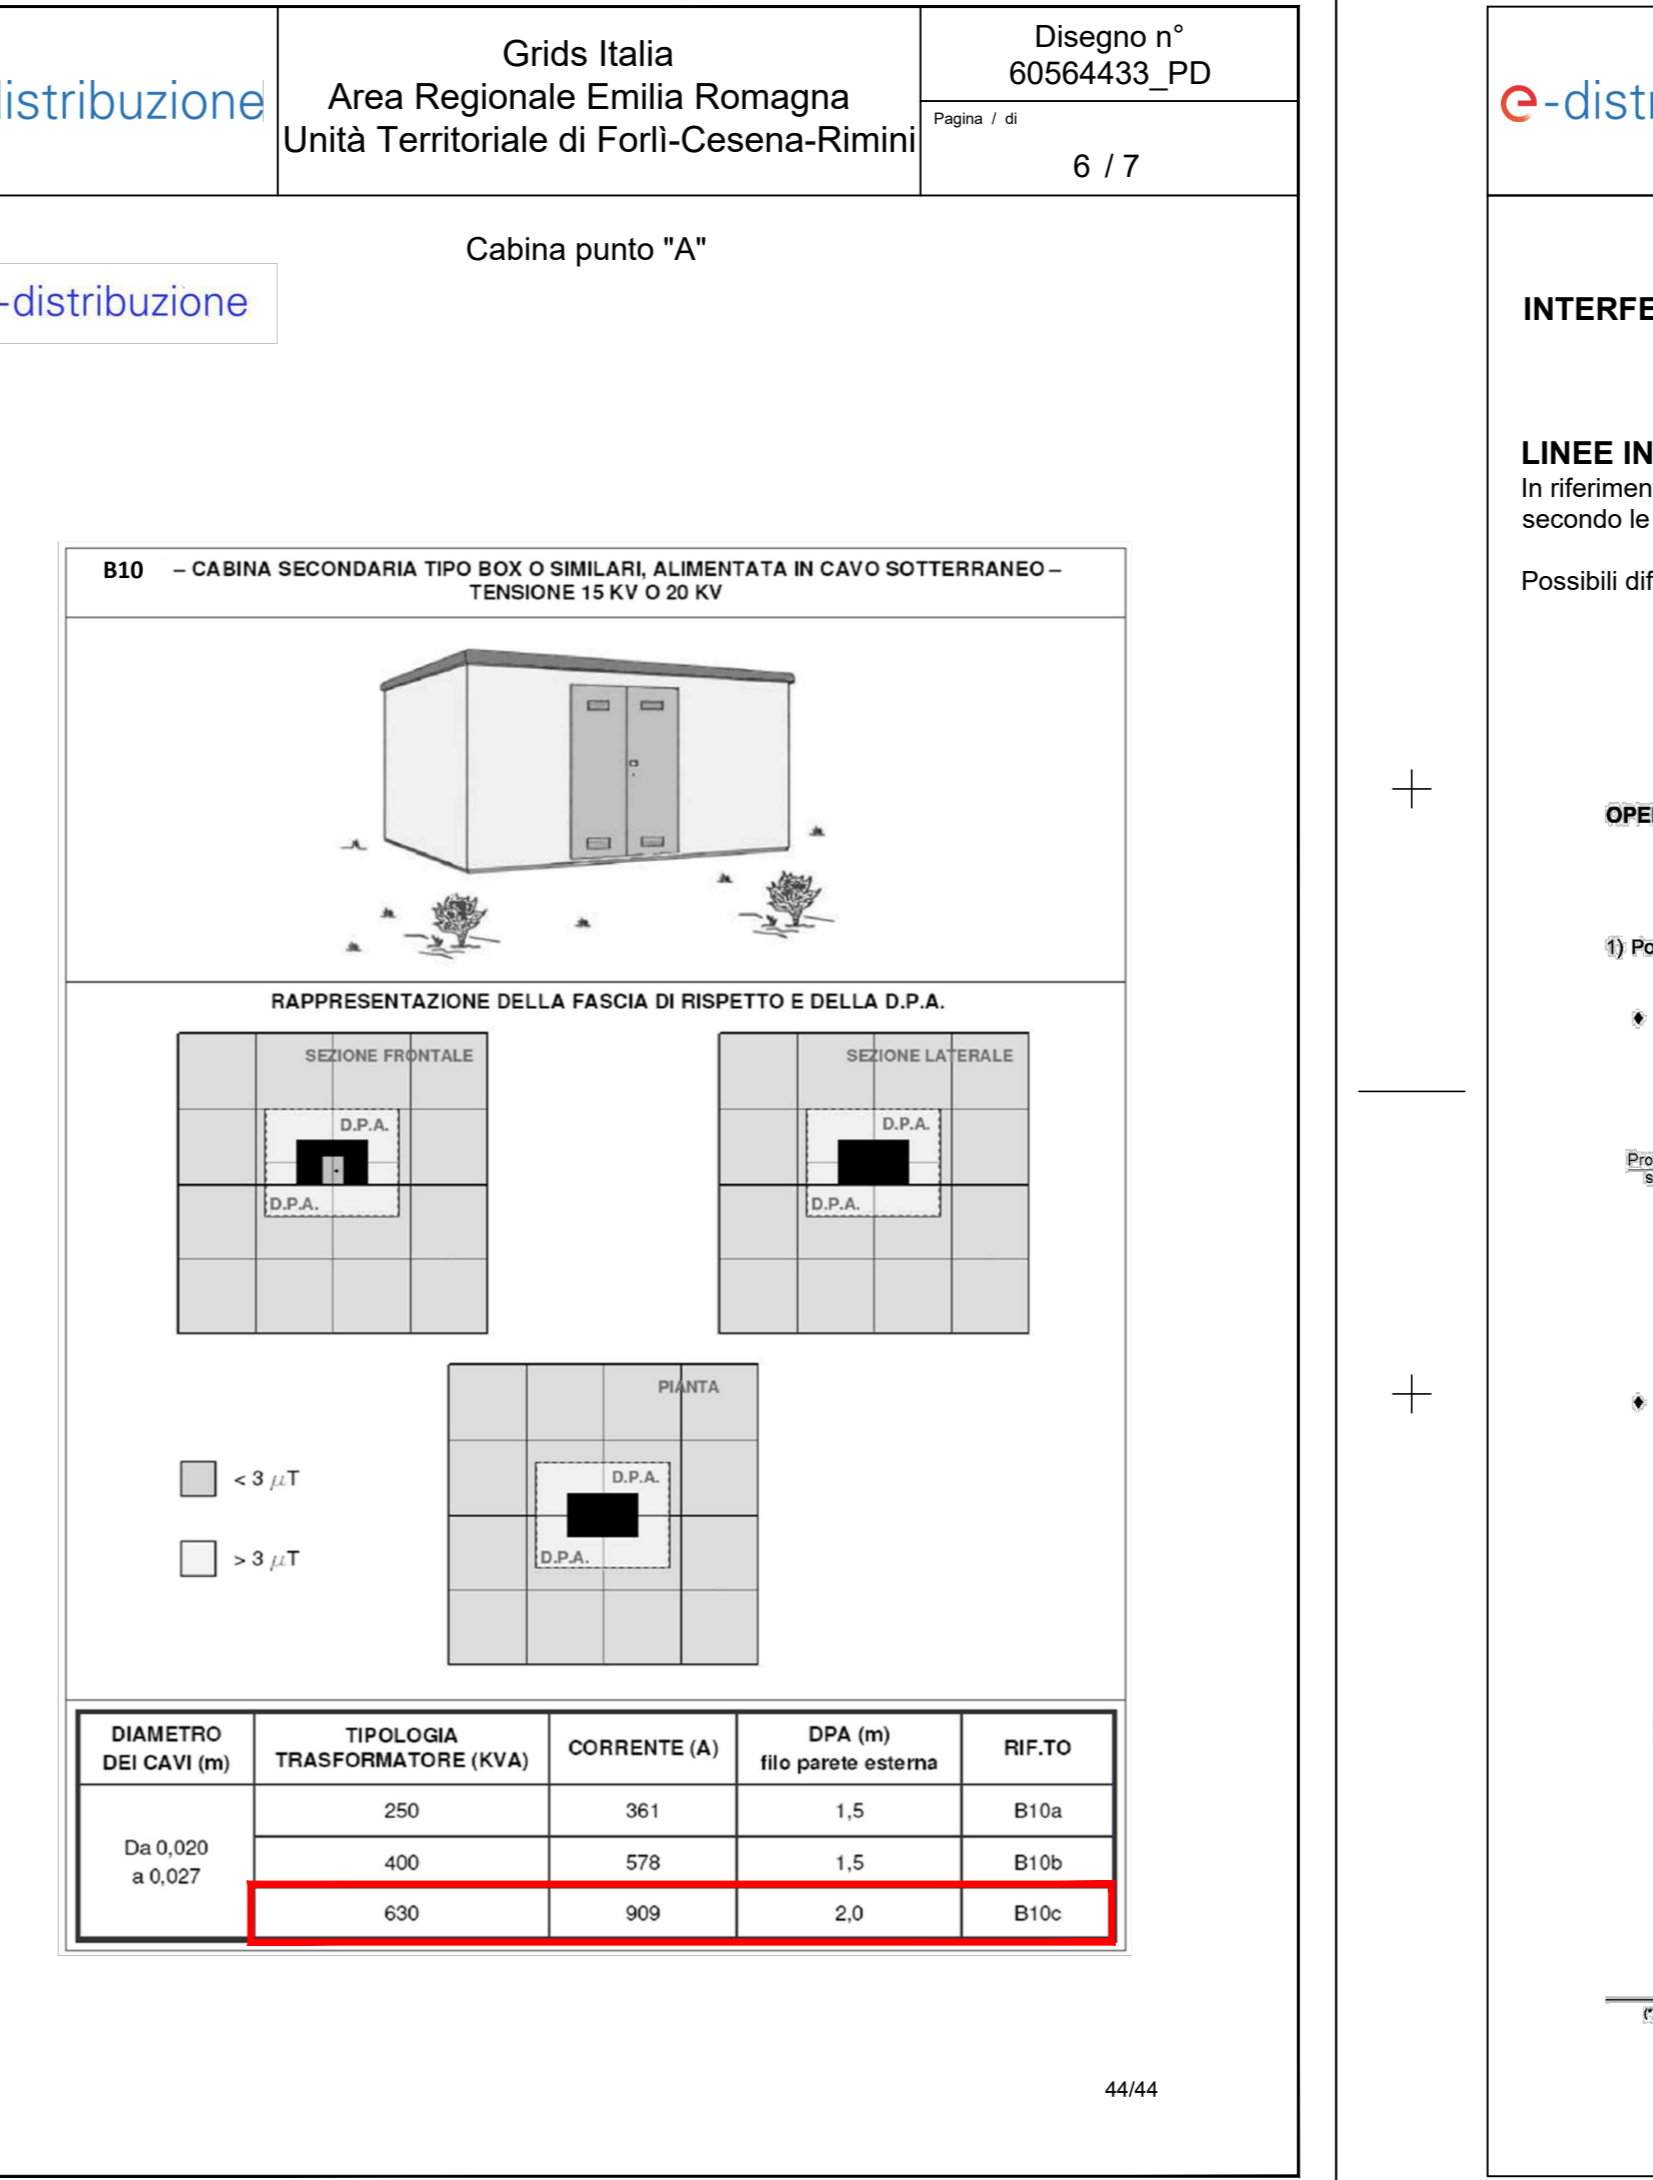 distribuzione
Grids Italia
Area Regionale Emilia Romagna
Unità Territoriale di Forlì-Cesena-Rimini
Disegno n°
60564433_PD
Pagina / di
6 / 7
Cabina punto "A"
-distribuzione
B10 – CABINA SECONDARIA TIPO BOX O SIMILARI, ALIMENTATA IN CAVO SOTTERRANEO –
TENSIONE 15 KV O 20 KV
RAPPRESENTAZIONE DELLA FASCIA DI RISPETTO E DELLA D.P.A.
SEZIONE FRONTALE
D.P.A.
D.P.A.
SEZIONE LATERALE
D.P.A.
D.P.A.
PIANTA
D.P.A.
D.P.A.
< 3 μT
> 3 μT
DIAMETRO DEI CAVI (m) TIPOLOGIA TRASFORMATORE (KVA) CORRENTE (A) DPA (m) filo parete esterna RIF.TO
Da 0,020 a 0,027
250 361 1,5 B10a
400 578 1,5 B10b
630 909 2,0 B10c
44/44
e-distr
INTERFE
LINEE IN
In riferimen
secondo le
Possibili dif
OPE
1) Po
Pro
s